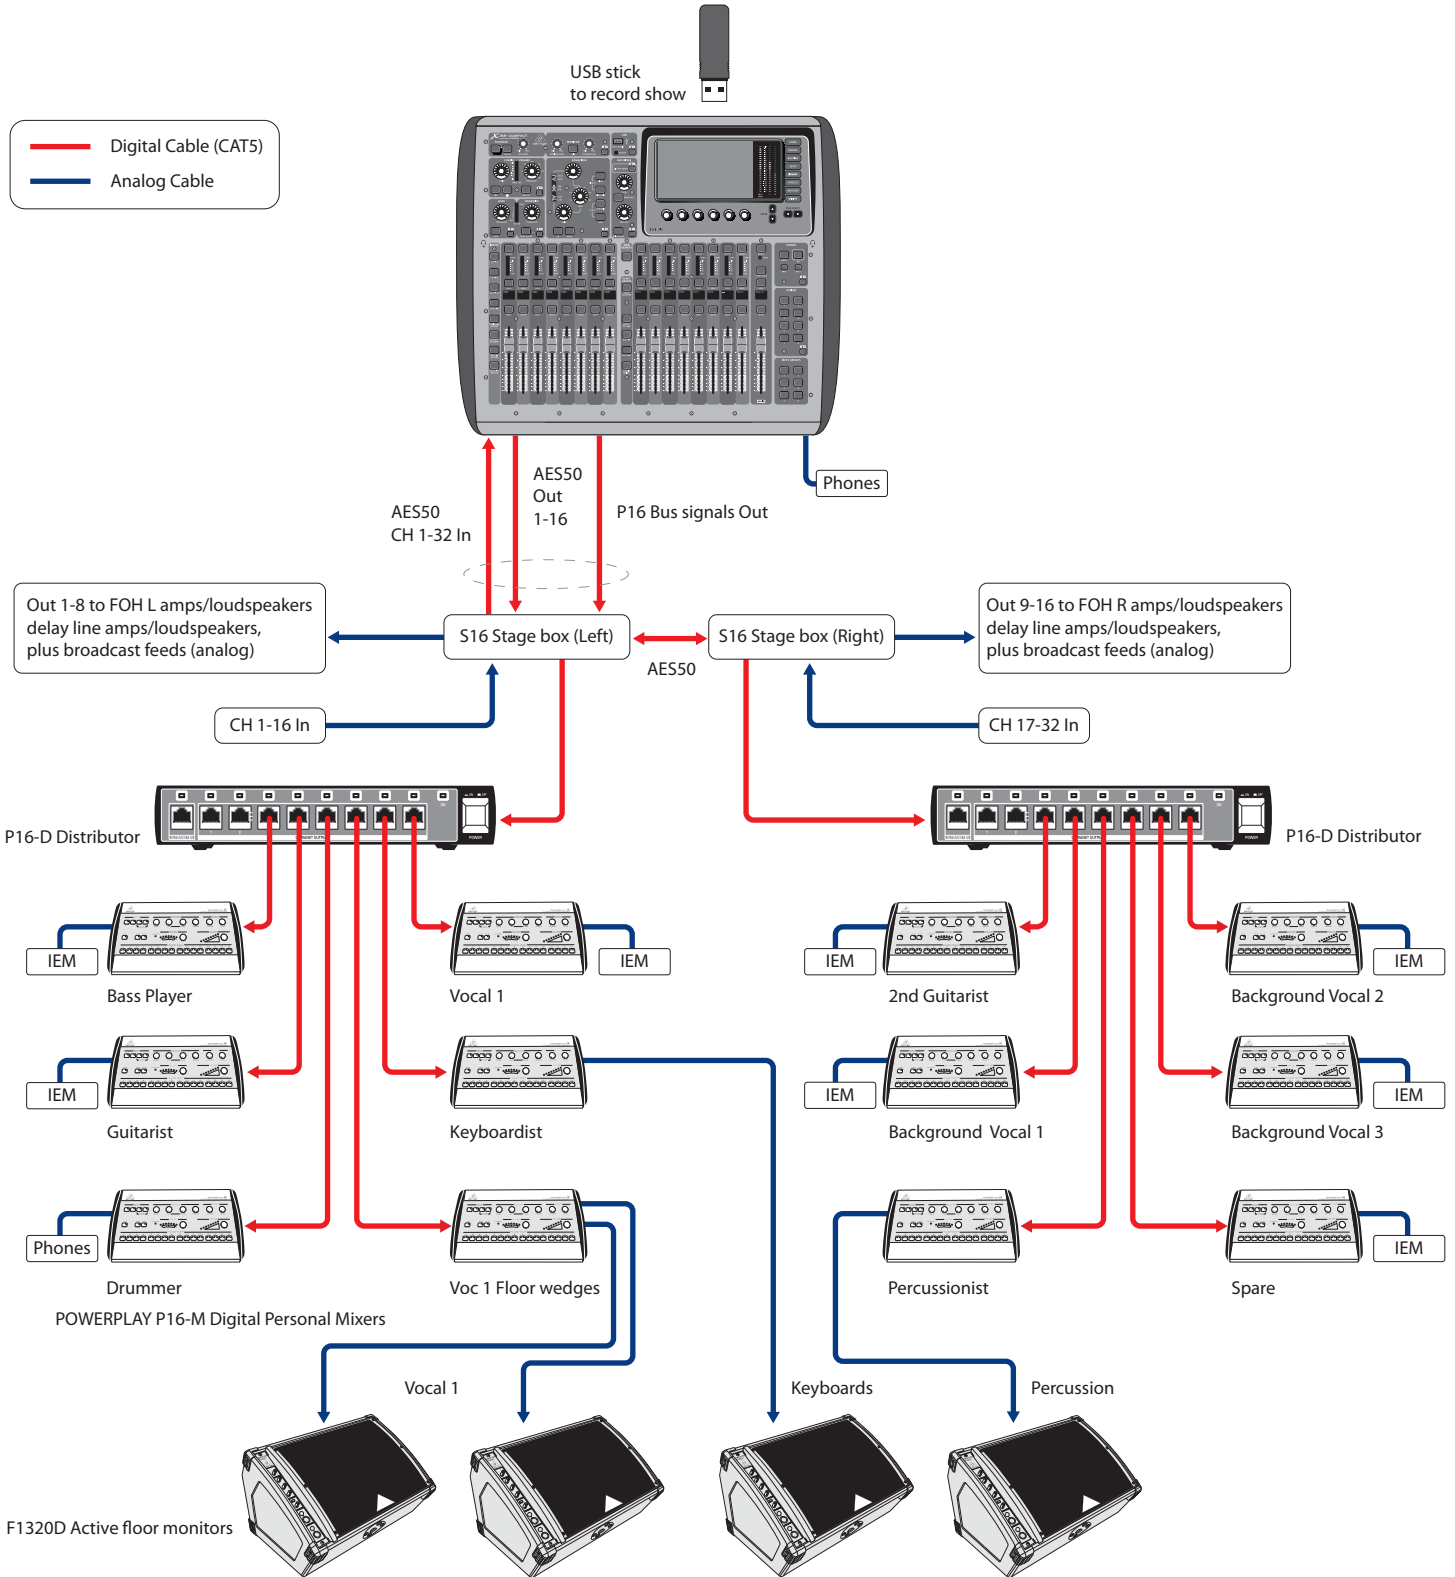 USB stick
to record show
Digital Cable (CAT5)
Analog Cable
AES50
CH 1-32 In
AES50
Out
1-16
P16 Bus signals Out
Phones
Out 1-8 to FOH L amps/loudspeakers
delay line amps/loudspeakers,
plus broadcast feeds (analog)
S16 Stage box (Left)
AES50
S16 Stage box (Right)
Out 9-16 to FOH R amps/loudspeakers
delay line amps/loudspeakers,
plus broadcast feeds (analog)
CH 1-16 In
CH 17-32 In
P16-D Distributor
POWER
P16-D Distributor
POWER
IEM
Bass Player
Vocal 1
IEM
IEM
2nd Guitarist
Background Vocal 2
IEM
IEM
Guitarist
Keyboardist
IEM
Background Vocal 1
Background Vocal 3
IEM
Phones
Drummer
Voc 1 Floor wedges
Percussionist
Spare
IEM
POWERPLAY P16-M Digital Personal Mixers
Vocal 1
Keyboards
Percussion
F1320D Active floor monitors